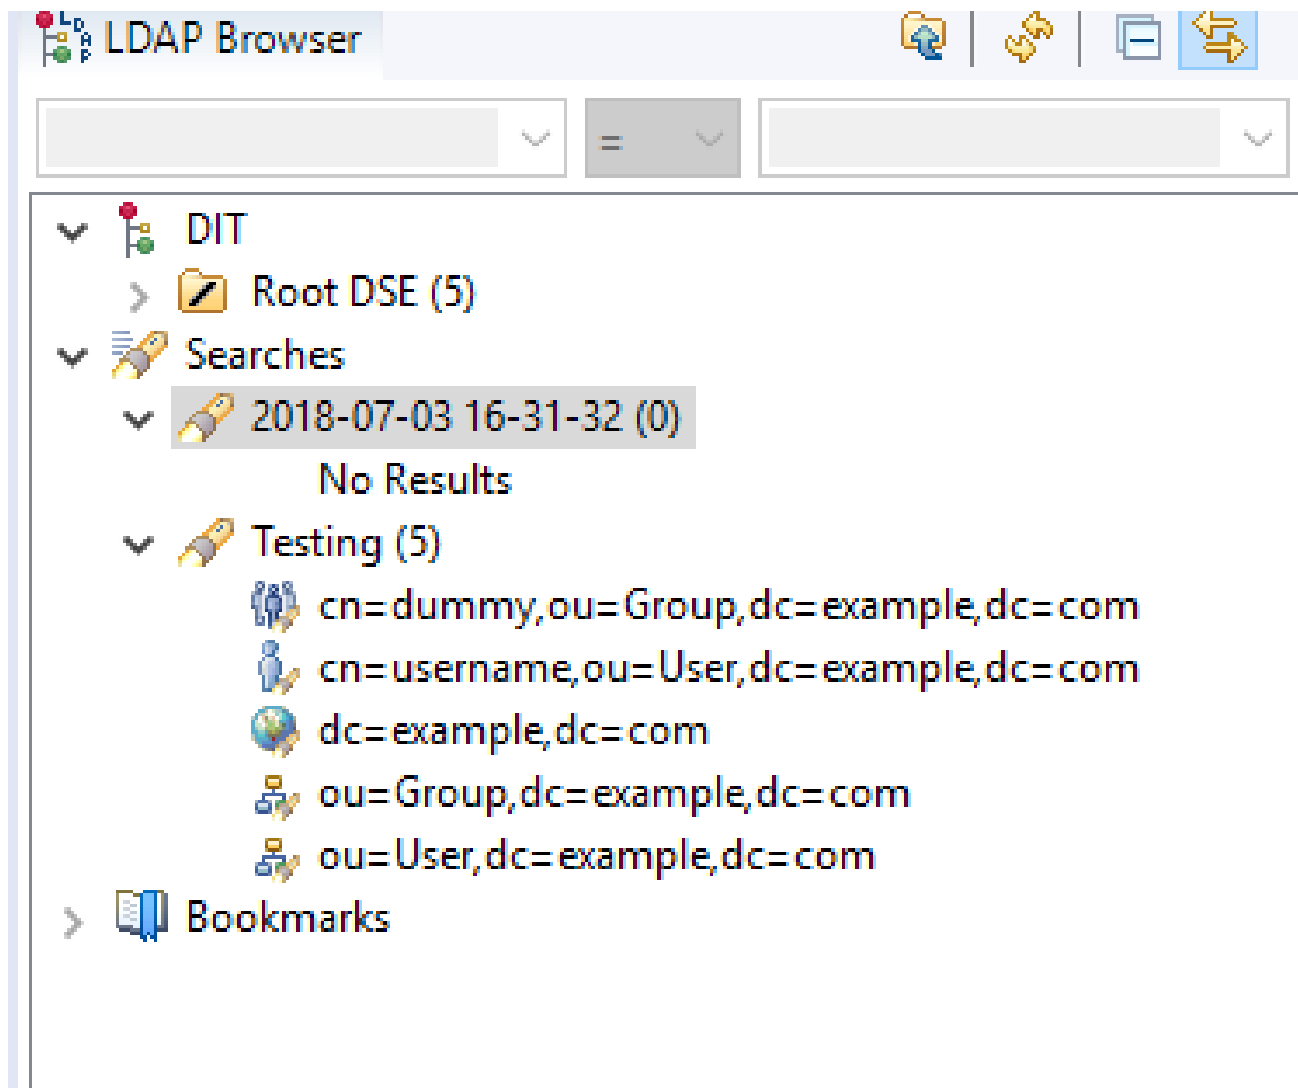 LDAP Browser
=
DIT
Root DSE (5)
Searches
2018-07-03 16-31-32 (0)
No Results
Testing (5)
cn=dummy,ou=Group,dc=example,dc=com
cn=username,ou=User,dc=example,dc=com
dc=example,dc=com
ou=Group,dc=example,dc=com
ou=User,dc=example,dc=com
Bookmarks